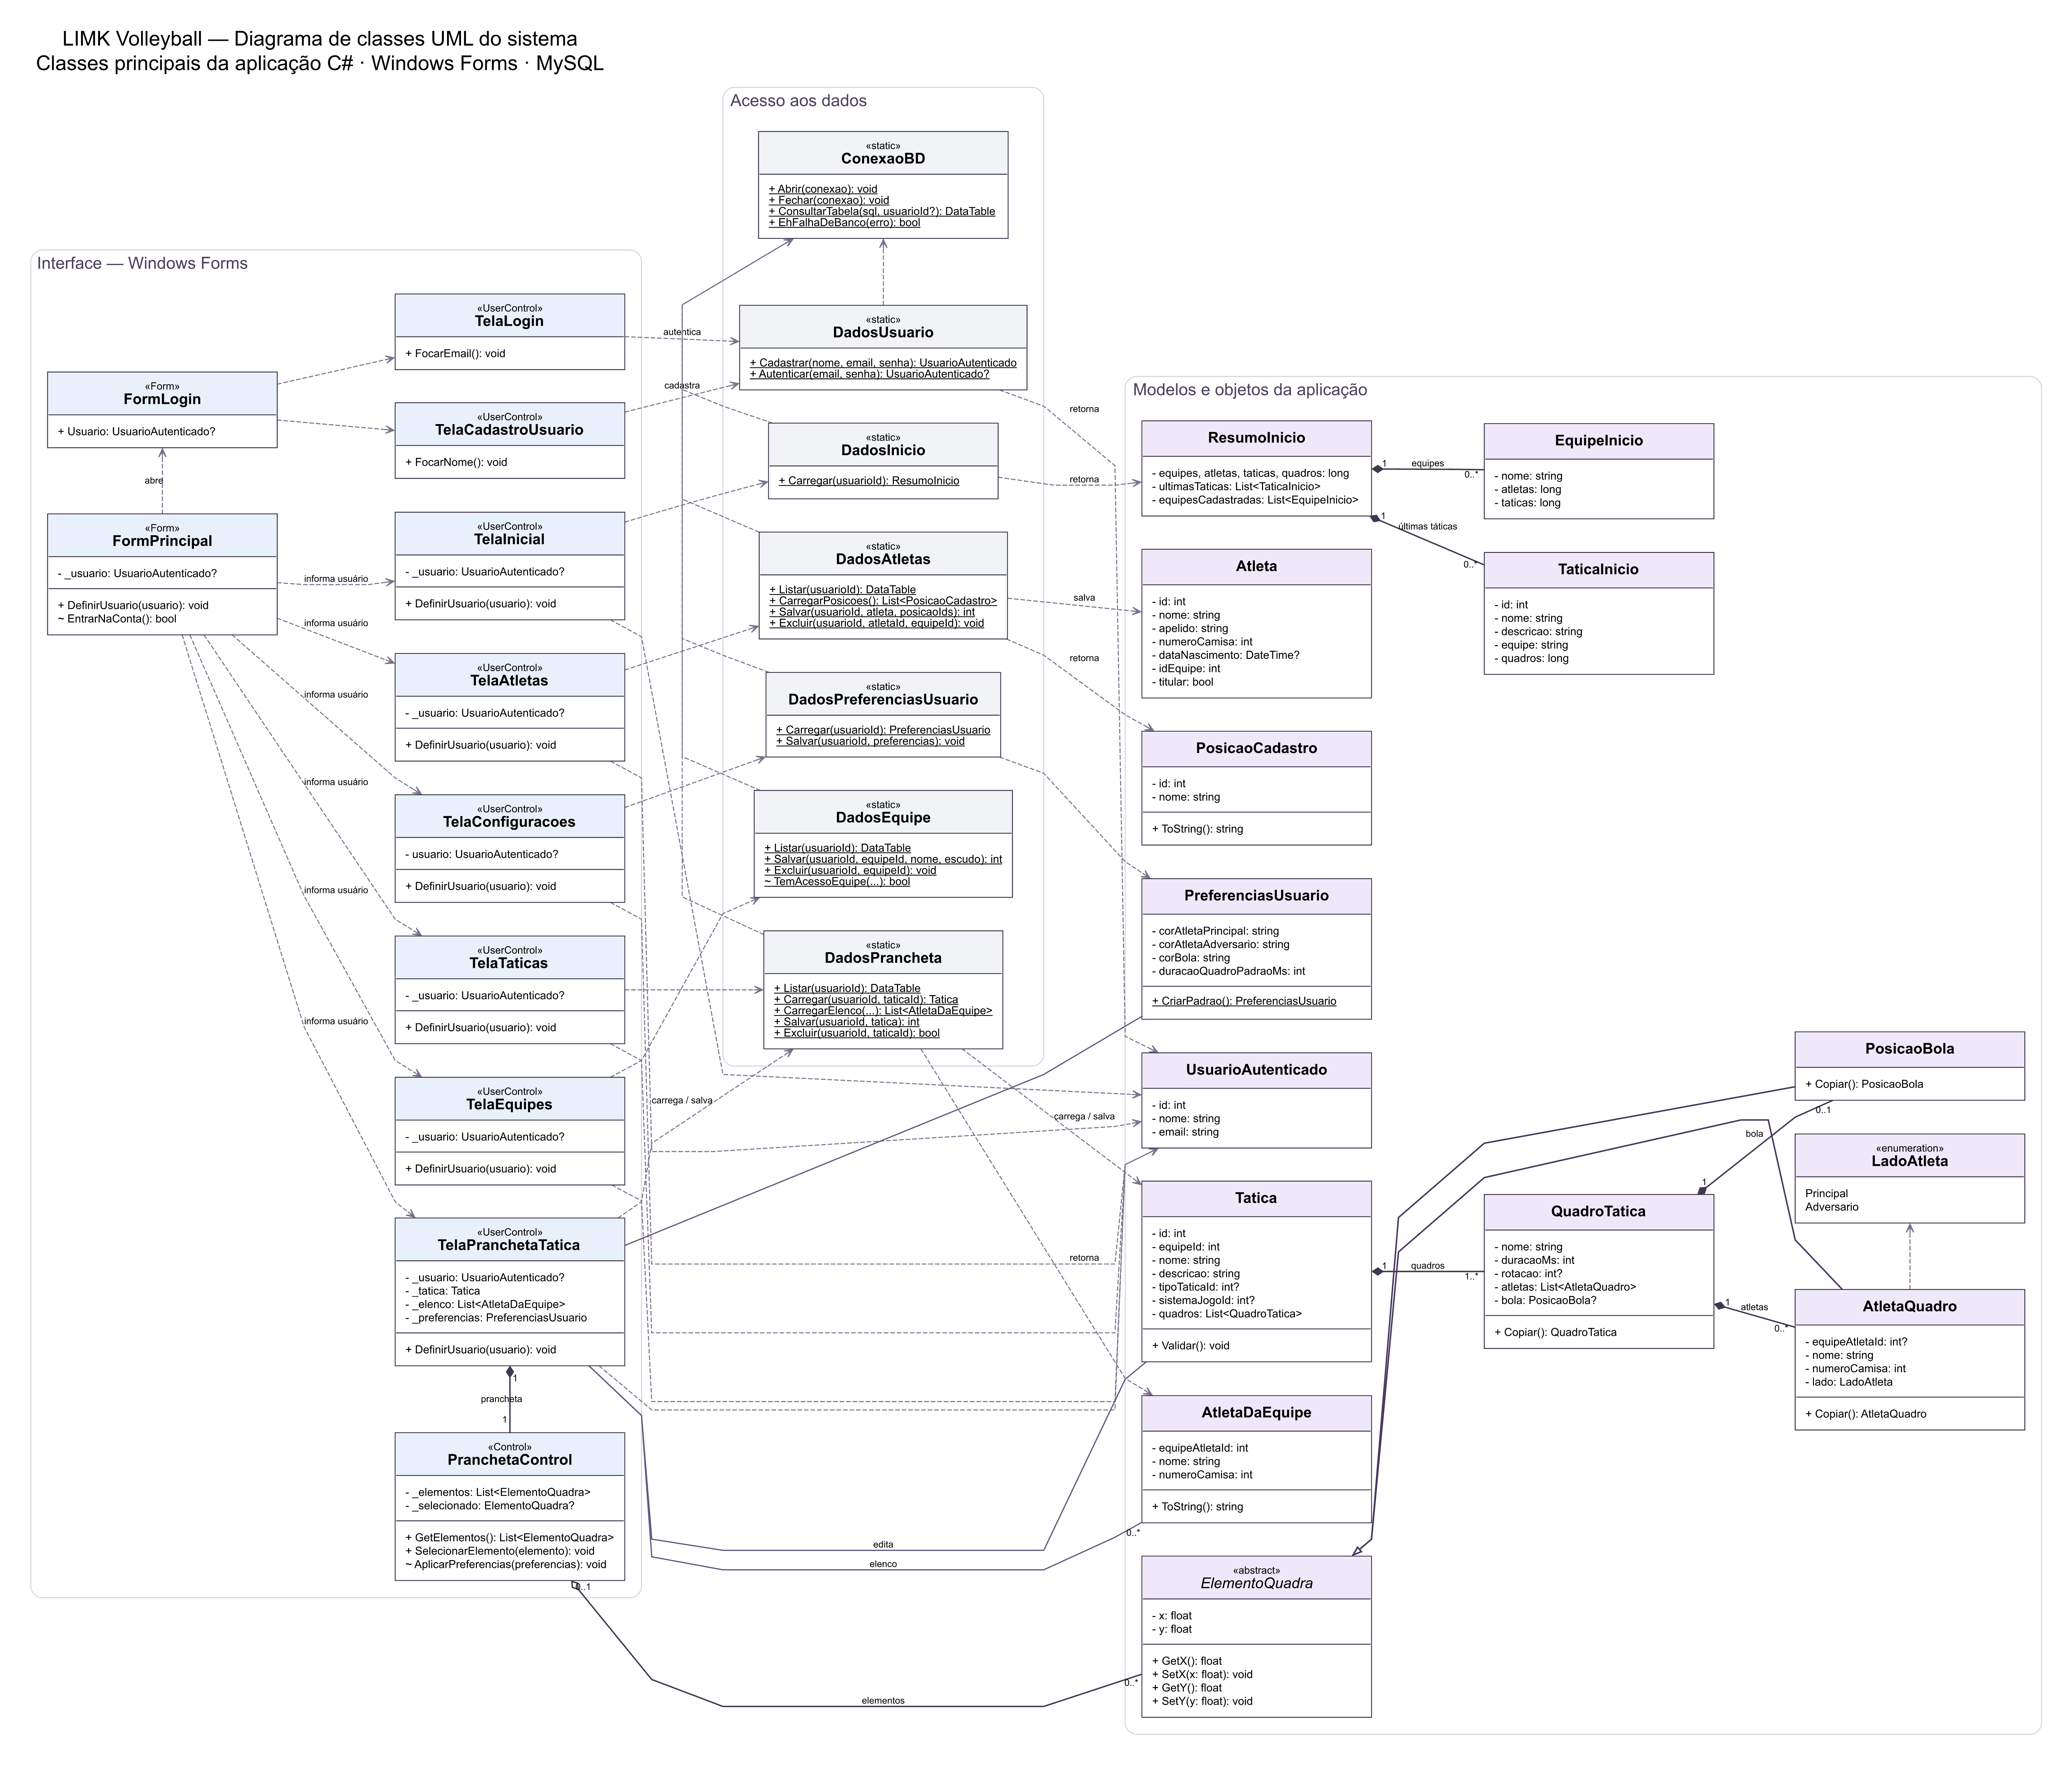 LIMK Volleyball — Diagrama de classes UML do sistema
Classes principais da aplicação C# · Windows Forms · MySQL
Interface — Windows Forms
«Form»
FormLogin
+ Usuario: UsuarioAutenticado?
abre
«Form»
FormPrincipal
- _usuario: UsuarioAutenticado?
+ DefinirUsuario(usuario): void
~ EntrarNaConta(): bool
informa usuário
informa usuário
informa usuário
informa usuário
informa usuário
informa usuário
«UserControl»
TelaLogin
+ FocarEmail(): void
«UserControl»
TelaCadastroUsuario
+ FocarNome(): void
«UserControl»
TelaInicial
- _usuario: UsuarioAutenticado?
+ DefinirUsuario(usuario): void
«UserControl»
TelaAtletas
- _usuario: UsuarioAutenticado?
+ DefinirUsuario(usuario): void
«UserControl»
TelaConfiguracoes
- usuario: UsuarioAutenticado?
+ DefinirUsuario(usuario): void
«UserControl»
TelaTaticas
- _usuario: UsuarioAutenticado?
+ DefinirUsuario(usuario): void
«UserControl»
TelaEquipes
- _usuario: UsuarioAutenticado?
+ DefinirUsuario(usuario): void
«UserControl»
TelaPranchetaTatica
- _usuario: UsuarioAutenticado?
- _tatica: Tatica
- _elenco: List<AtletaDaEquipe>
- _preferencias: PreferenciasUsuario
+ DefinirUsuario(usuario): void
1
prancheta
1
«Control»
PranchetaControl
- _elementos: List<ElementoQuadra>
- _selecionado: ElementoQuadra?
+ GetElementos(): List<ElementoQuadra>
+ SelecionarElemento(elemento): void
~ AplicarPreferencias(preferencias): void
0..1
autentica
cadastra
carrega / salva
Acesso aos dados
«static»
ConexaoBD
+ Abrir(conexao): void
+ Fechar(conexao): void
+ ConsultarTabela(sql, usuarioId?): DataTable
+ EhFalhaDeBanco(erro): bool
«static»
DadosUsuario
+ Cadastrar(nome, email, senha): UsuarioAutenticado
+ Autenticar(email, senha): UsuarioAutenticado?
«static»
DadosInicio
+ Carregar(usuarioId): ResumoInicio
«static»
DadosAtletas
+ Listar(usuarioId): DataTable
+ CarregarPosicoes(): List<PosicaoCadastro>
+ Salvar(usuarioId, atleta, posicaoIds): int
+ Excluir(usuarioId, atletaId, equipeId): void
«static»
DadosPreferenciasUsuario
+ Carregar(usuarioId): PreferenciasUsuario
+ Salvar(usuarioId, preferencias): void
«static»
DadosEquipe
+ Listar(usuarioId): DataTable
+ Salvar(usuarioId, equipeId, nome, escudo): int
+ Excluir(usuarioId, equipeId): void
~ TemAcessoEquipe(...): bool
«static»
DadosPrancheta
+ Listar(usuarioId): DataTable
+ Carregar(usuarioId, taticaId): Tatica
+ CarregarElenco(...): List<AtletaDaEquipe>
+ Salvar(usuarioId, tatica): int
+ Excluir(usuarioId, taticaId): bool
edita
elenco
elementos
retorna
retorna
salva
retorna
carrega / salva
retorna
0..*
0..*
Modelos e objetos da aplicação
ResumoInicio
- equipes, atletas, taticas, quadros: long
- ultimasTaticas: List<TaticaInicio>
- equipesCadastradas: List<EquipeInicio>
1
equipes
0..*
1
últimas táticas
0..*
EquipeInicio
- nome: string
- atletas: long
- taticas: long
TaticaInicio
- id: int
- nome: string
- descricao: string
- equipe: string
- quadros: long
Atleta
- id: int
- nome: string
- apelido: string
- numeroCamisa: int
- dataNascimento: DateTime?
- idEquipe: int
- titular: bool
PosicaoCadastro
- id: int
- nome: string
+ ToString(): string
PreferenciasUsuario
- corAtletaPrincipal: string
- corAtletaAdversario: string
- corBola: string
- duracaoQuadroPadraoMs: int
+ CriarPadrao(): PreferenciasUsuario
UsuarioAutenticado
- id: int
- nome: string
- email: string
Tatica
- id: int
- equipeId: int
- nome: string
- descricao: string
- tipoTaticaId: int?
- sistemaJogoId: int?
- quadros: List<QuadroTatica>
+ Validar(): void
1
quadros
1..*
AtletaDaEquipe
- equipeAtletaId: int
- nome: string
- numeroCamisa: int
+ ToString(): string
«abstract»
ElementoQuadra
- x: float
- y: float
+ GetX(): float
+ SetX(x: float): void
+ GetY(): float
+ SetY(y: float): void
QuadroTatica
- nome: string
- duracaoMs: int
- rotacao: int?
- atletas: List<AtletaQuadro>
- bola: PosicaoBola?
+ Copiar(): QuadroTatica
1
bola
0..1
1
atletas
0..*
PosicaoBola
+ Copiar(): PosicaoBola
«enumeration»
LadoAtleta
Principal
Adversario
AtletaQuadro
- equipeAtletaId: int?
- nome: string
- numeroCamisa: int
- lado: LadoAtleta
+ Copiar(): AtletaQuadro